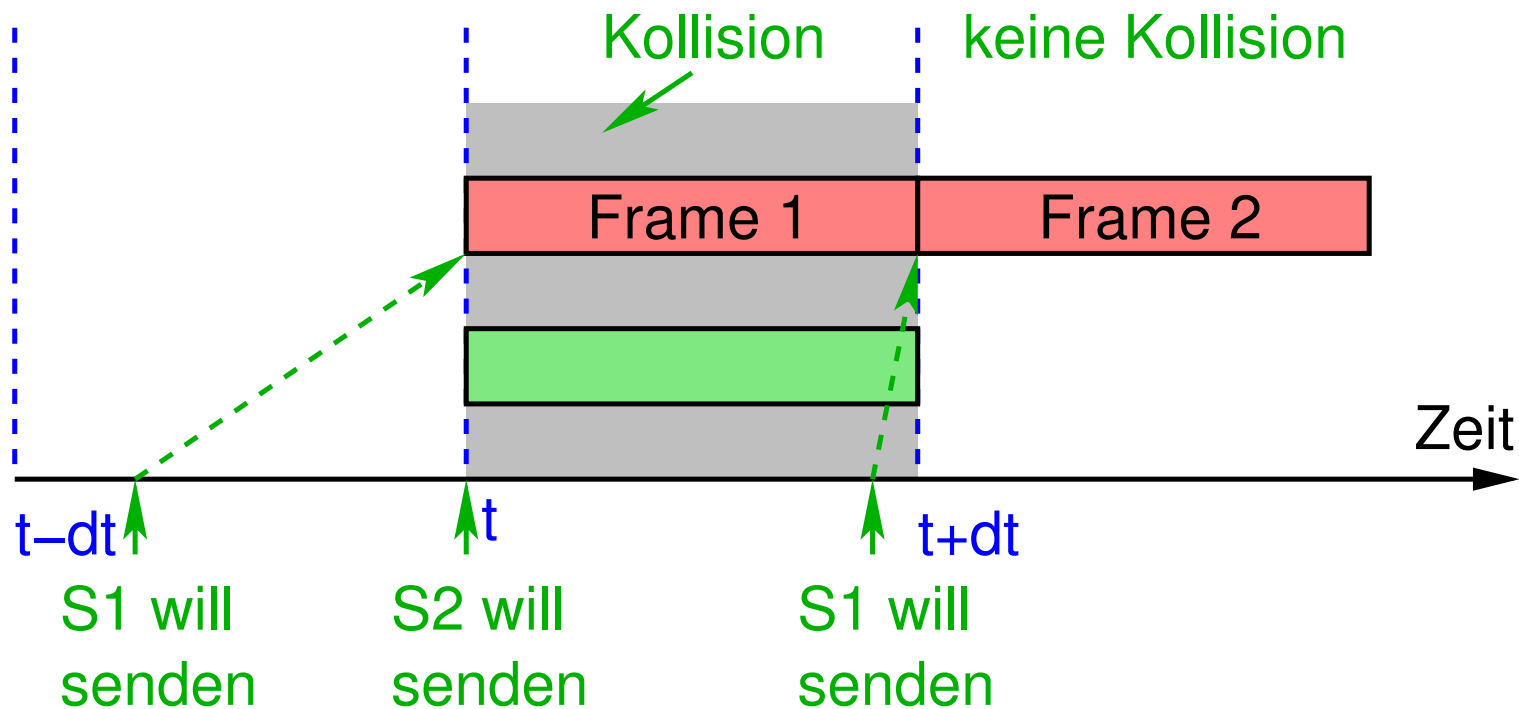 Kollision
keine Kollision
Frame 1
Frame 2
Zeit
t–dt
t
t+dt
S1 will
senden
S2 will
senden
S1 will
senden